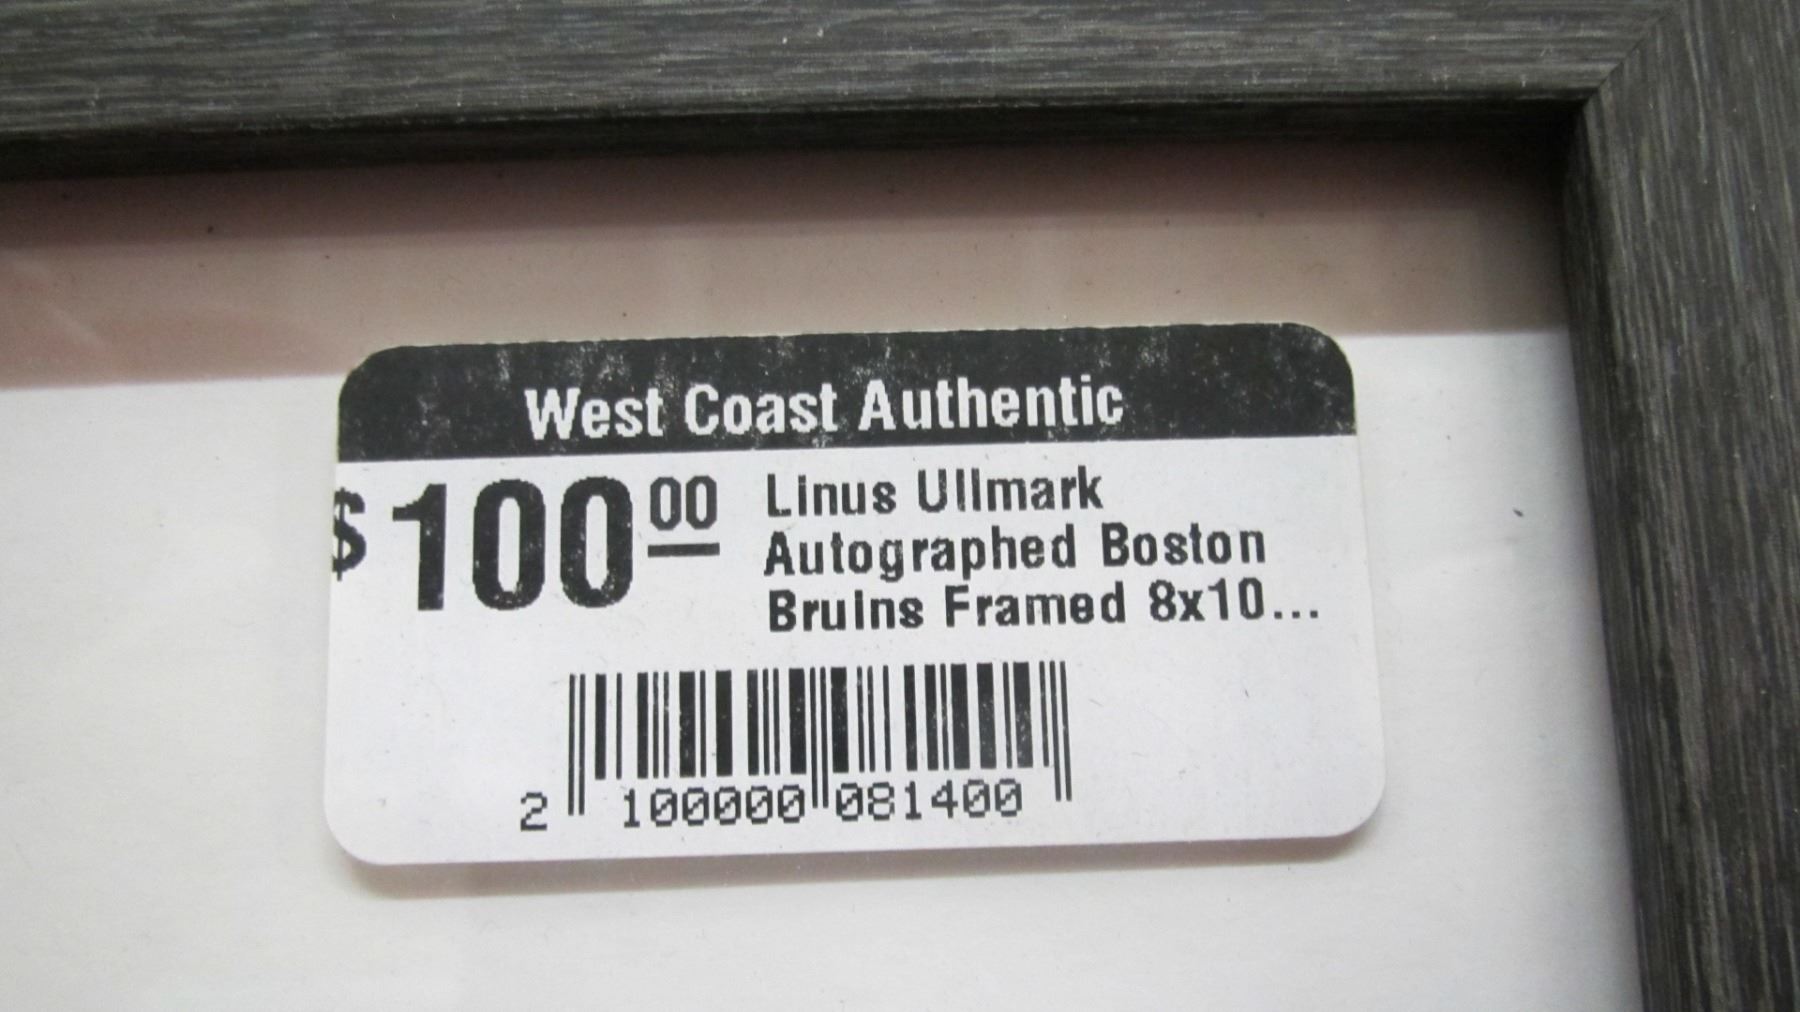 West Coast Authentic
$100.00
Linus Ullmark
Autographed Boston
Bruins Framed 8x10...
2 100000 081400